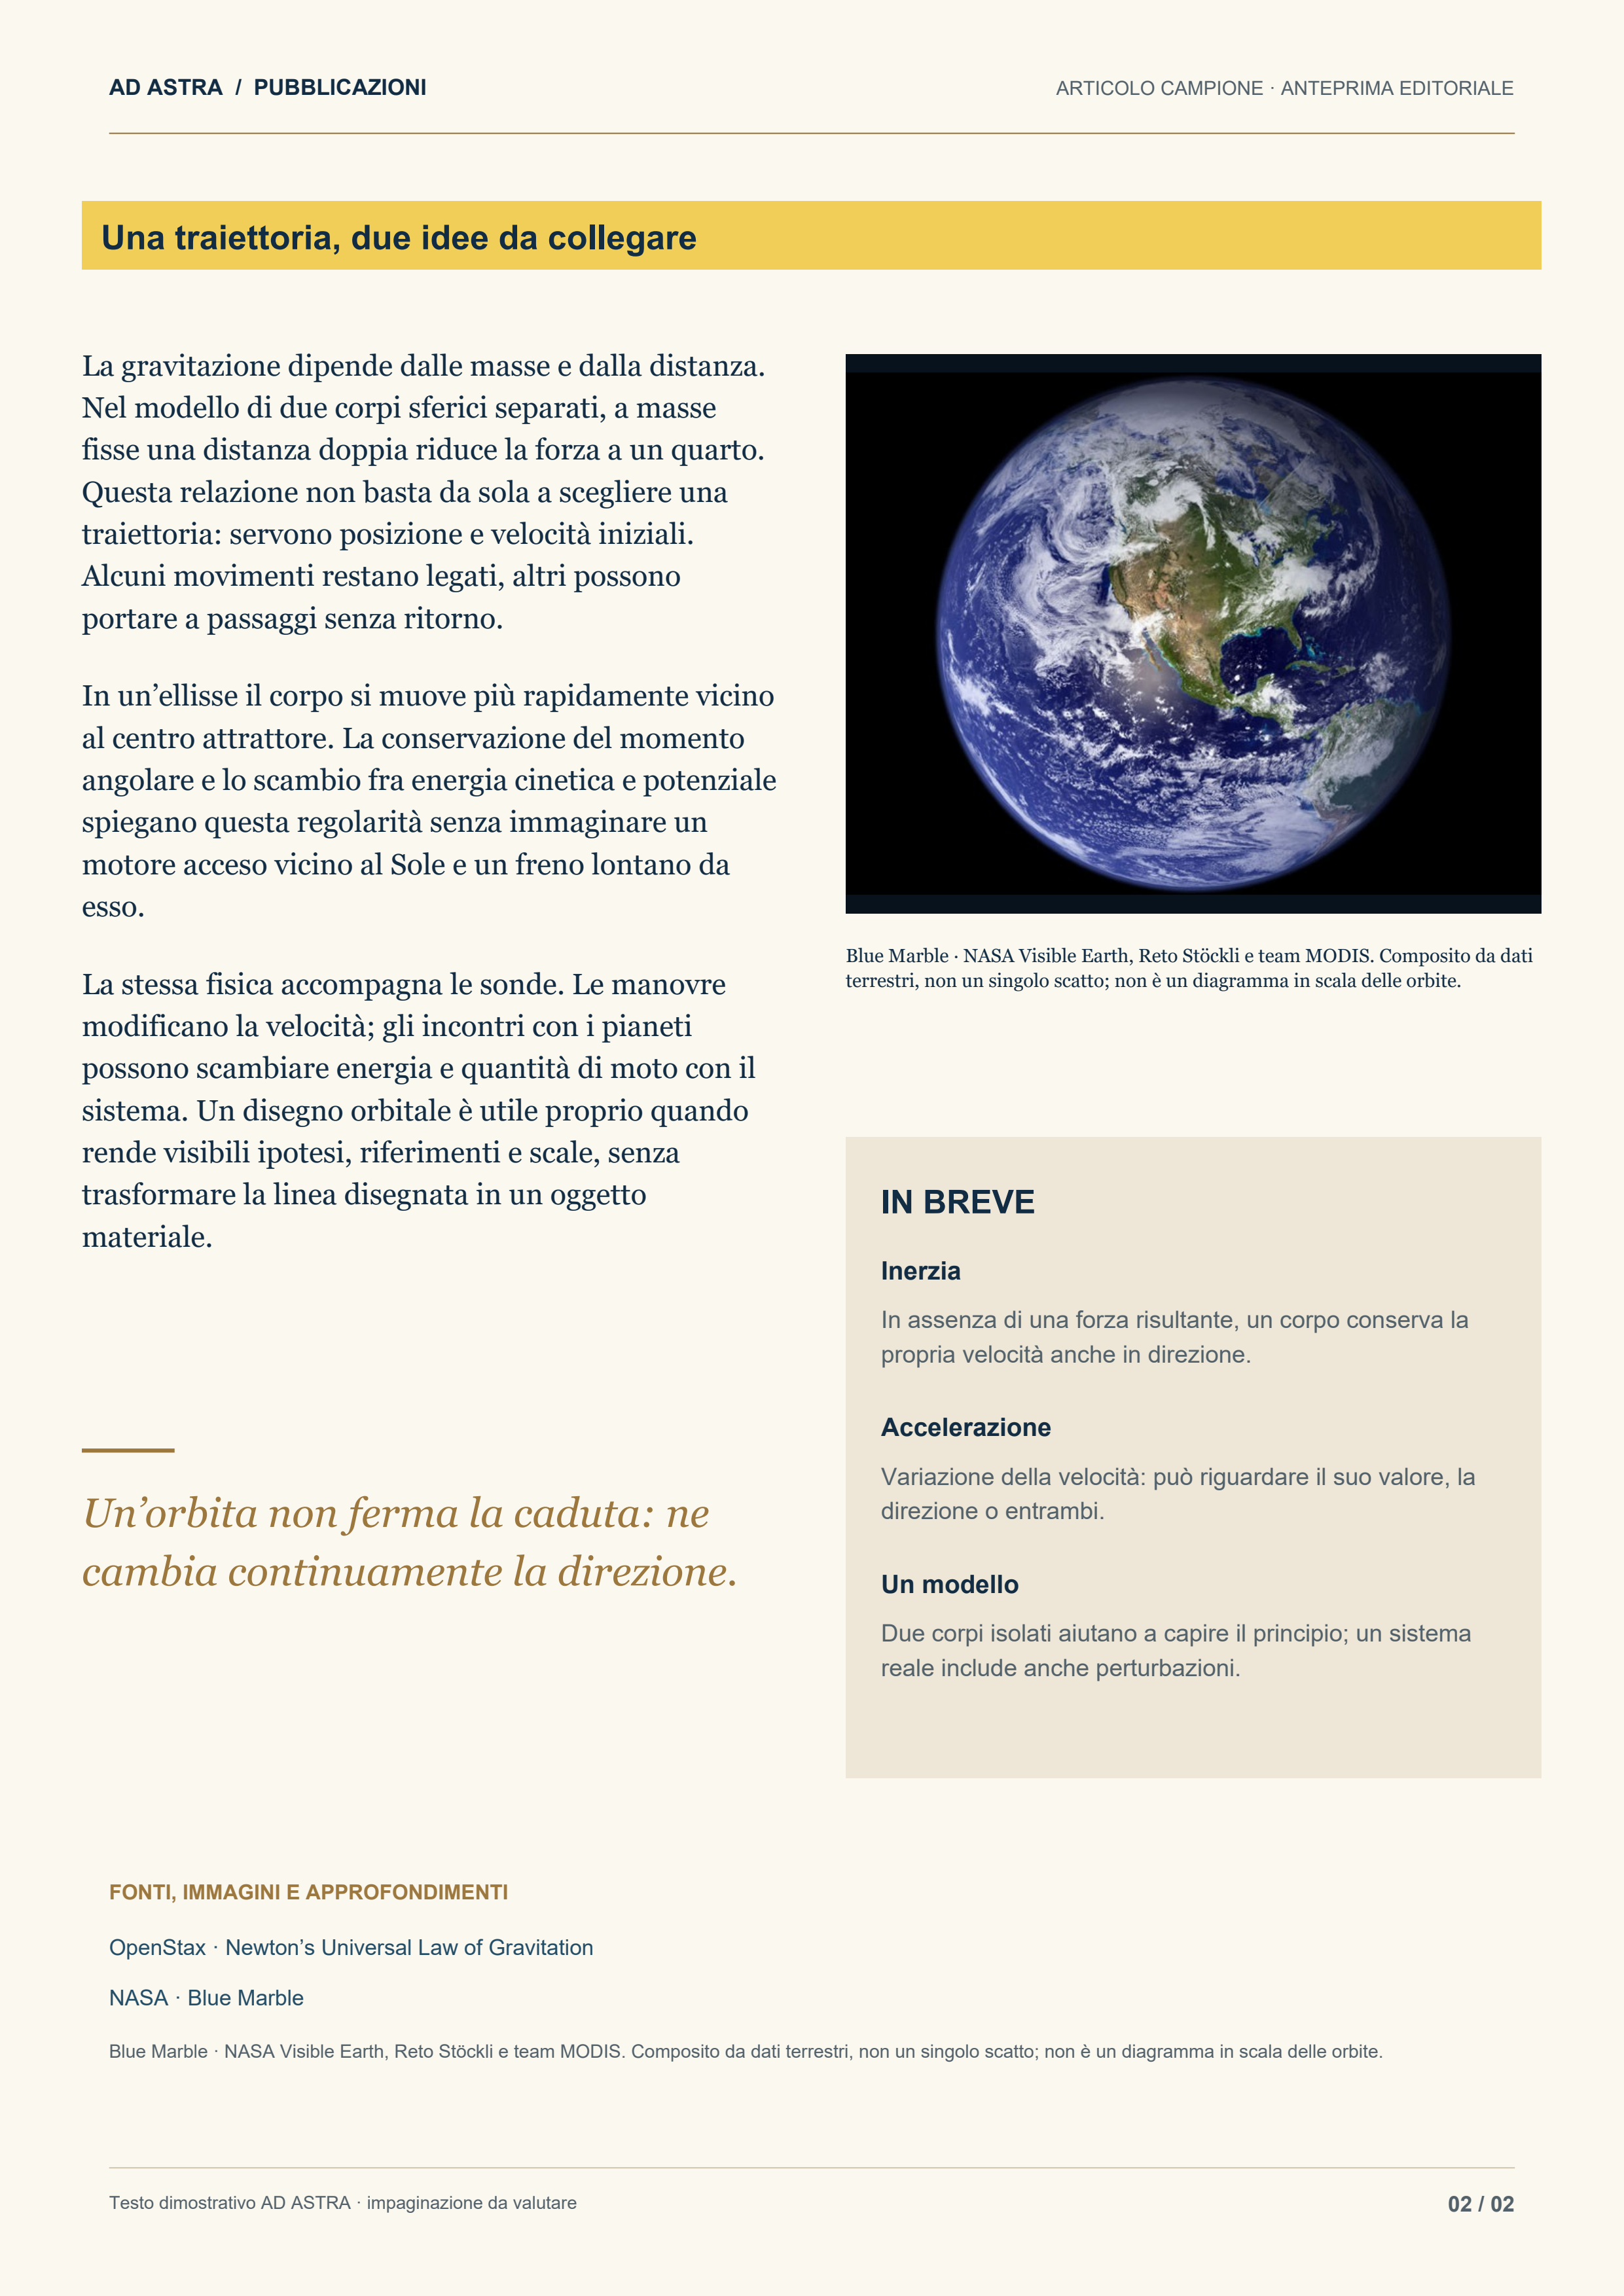 AD ASTRA / PUBBLICAZIONI
ARTICOLO CAMPIONE · ANTEPRIMA EDITORIALE
Una traiettoria, due idee da collegare
La gravitazione dipende dalle masse e dalla distanza.
Nel modello di due corpi sferici separati, a masse
fisse una distanza doppia riduce la forza a un quarto.
Questa relazione non basta da sola a scegliere una
traiettoria: servono posizione e velocità iniziali.
Alcuni movimenti restano legati, altri possono
portare a passaggi senza ritorno.
In un’ellisse il corpo si muove più rapidamente vicino
al centro attrattore. La conservazione del momento
angolare e lo scambio fra energia cinetica e potenziale
spiegano questa regolarità senza immaginare un
motore acceso vicino al Sole e un freno lontano da
esso.
La stessa fisica accompagna le sonde. Le manovre
modificano la velocità; gli incontri con i pianeti
possono scambiare energia e quantità di moto con il
sistema. Un disegno orbitale è utile proprio quando
rende visibili ipotesi, riferimenti e scale, senza
trasformare la linea disegnata in un oggetto
materiale.
Un’orbita non ferma la caduta: ne
cambia continuamente la direzione.
Blue Marble · NASA Visible Earth, Reto Stöckli e team MODIS. Composito da dati
terrestri, non un singolo scatto; non è un diagramma in scala delle orbite.
IN BREVE
Inerzia
In assenza di una forza risultante, un corpo conserva la
propria velocità anche in direzione.
Accelerazione
Variazione della velocità: può riguardare il suo valore, la
direzione o entrambi.
Un modello
Due corpi isolati aiutano a capire il principio; un sistema
reale include anche perturbazioni.
FONTI, IMMAGINI E APPROFONDIMENTI
OpenStax · Newton’s Universal Law of Gravitation
NASA · Blue Marble
Blue Marble · NASA Visible Earth, Reto Stöckli e team MODIS. Composito da dati terrestri, non un singolo scatto; non è un diagramma in scala delle orbite.
Testo dimostrativo AD ASTRA · impaginazione da valutare
02 / 02